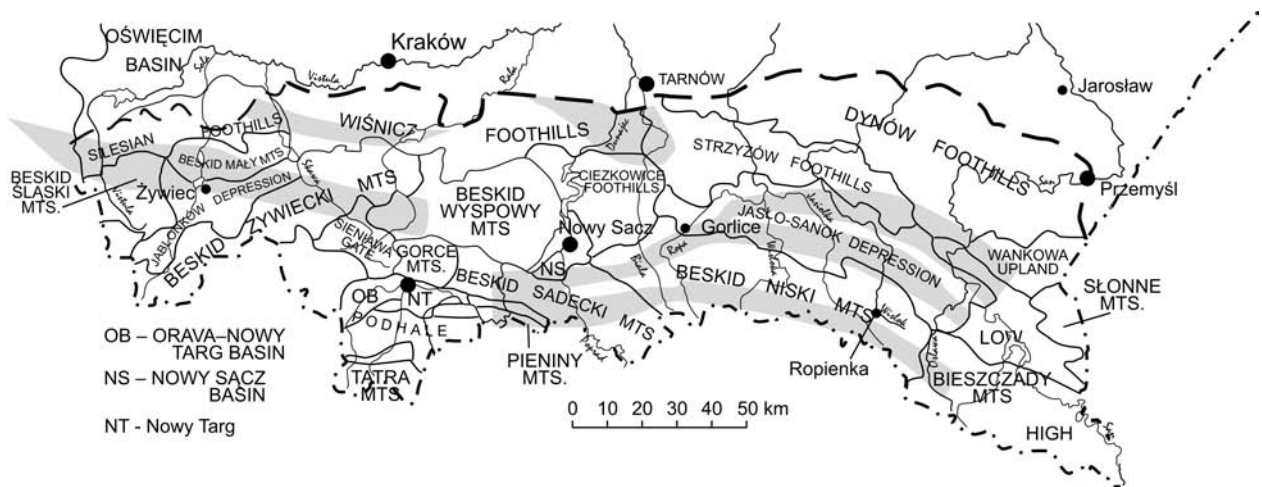 OŚWIĘCIM
BASIN
Kraków
Vistula
Soła
Raba
TARNÓW
Jarosław
SILESIAN
FOOTHILLS
WIŚNICZ
FOOTHILLS
Dunajec
DYNÓW
FOOTHILLS
STRZYŻÓW FOOTHILLS
San
Przemyśl
BESKID
ŚLĄSKI
MTS.
BESKID MAŁY MTS
Żywiec
Vistula
JABŁONKÓW DEPRESSION
Skawa
BESKID ŻYWIECKI MTS
BESKID
WYSPOWY
MTS
CIEZKOWICE
FOOTHILLS
Nowy Sacz
NS
Gorlice
Ropa
Biała
Jasiołka
JASŁO-SANOK DEPRESSION
Wisłoka
WANKOWA
UPLAND
SŁONNE
MTS.
SIENIAWA
GATE
GORCE
MTS.
BESKID SĄDECKI MTS
BESKID NISKI MTS
Wisłok
OB
NT
PODHALE
PIENINY
MTS.
Poprad
Ropienka
Osława
LOW
BIESZCZADY
MTS
HIGH
TATRA
MTS.
OB – ORAVA–NOWY
TARG BASIN
NS – NOWY SĄCZ
BASIN
NT - Nowy Targ
0 10 20 30 40 50 km